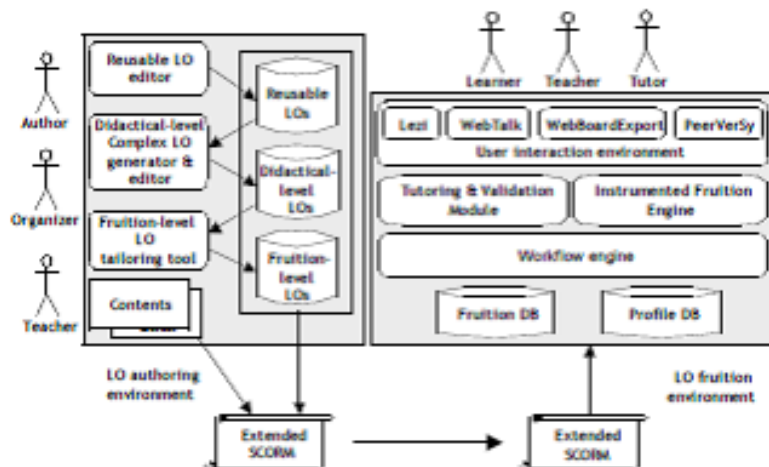 Author
Organizer
Teacher
Reusable LO
editor
Didactical-level
Complex LO
generator &
editor
Fruition-level
LO
tailoring tool
Contents
Reusable
LOs
Didactical-
level
LOs
Fruition-
level
LOs
LO authoring
environment
Extended
SCORM
Learner
Teacher
Tutor
Lezi
WebTalk
WebBoardExport
PeerVerSy
User interaction environment
Tutoring & Validation
Module
Instrumented Fruition
Engine
Workflow engine
Fruition DB
Profile DB
LO fruition
environment
Extended
SCORM